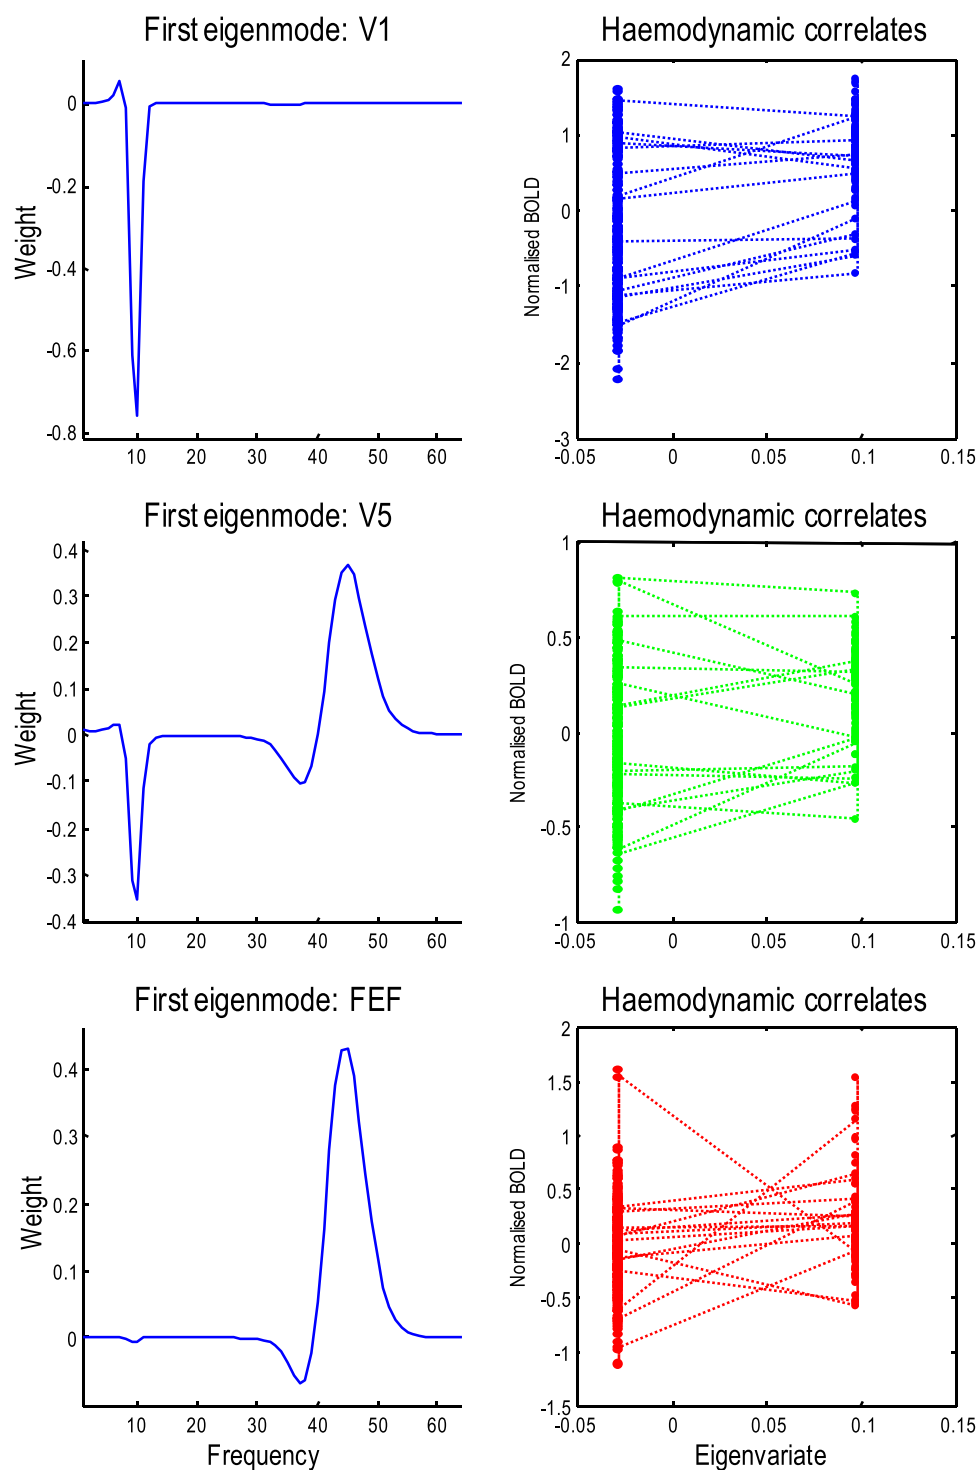 First eigenmode: V1
Weight
0
-0.2
-0.4
-0.6
-0.8
10 20 30 40 50 60
Haemodynamic correlates
Normalised BOLD
2
1
0
-1
-2
-3
-0.05 0 0.05 0.1 0.15
First eigenmode: V5
Weight
0.4
0.3
0.2
0.1
0
-0.1
-0.2
-0.3
-0.4
10 20 30 40 50 60
Haemodynamic correlates
Normalised BOLD
1
0.5
0
-0.5
-1
-0.05 0 0.05 0.1 0.15
First eigenmode: FEF
Weight
0.4
0.3
0.2
0.1
0
10 20 30 40 50 60
Frequency
Haemodynamic correlates
Normalised BOLD
2
1.5
1
0.5
0
-0.5
-1
-1.5
-0.05 0 0.05 0.1 0.15
Eigenvariate